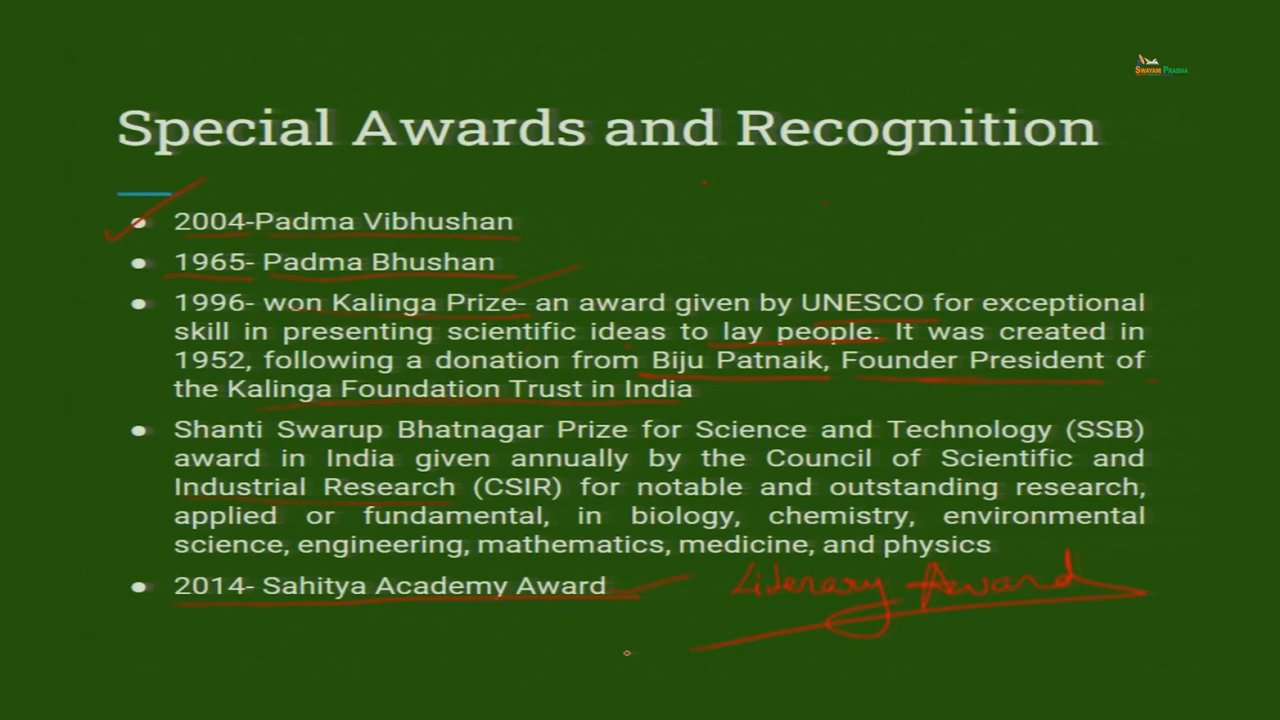 SWAYAM PRABHA
Special Awards and Recognition
● 2004-Padma Vibhushan
● 1965- Padma Bhushan
● 1996- won Kalinga Prize- an award given by UNESCO for exceptional
skill in presenting scientific ideas to lay people. It was created in
1952, following a donation from Biju Patnaik, Founder President of
the Kalinga Foundation Trust in India
● Shanti Swarup Bhatnagar Prize for Science and Technology (SSB)
award in India given annually by the Council of Scientific and
Industrial Research (CSIR) for notable and outstanding research,
applied or fundamental, in biology, chemistry, environmental
science, engineering, mathematics, medicine, and physics
● 2014- Sahitya Academy Award Literary Award